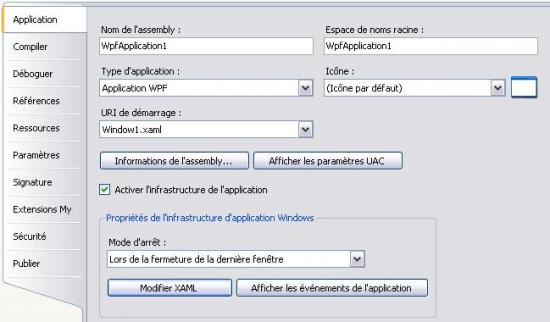 Application
Compiler
Déboguer
Références
Ressources
Paramètres
Signature
Extensions My
Sécurité
Publier
Nom de l'assembly :
Espace de noms racine :
WpfApplication1
WpfApplication1
Type d'application :
Icône :
Application WPF
(Icône par défaut)
URI de démarrage :
Window1.xaml
Informations de l'assembly...
Afficher les paramètres UAC
Activer l'infrastructure de l'application
Propriétés de l'infrastructure d'application Windows
Mode d'arrêt :
Lors de la fermeture de la dernière fenêtre
Modifier XAML
Afficher les événements de l'application